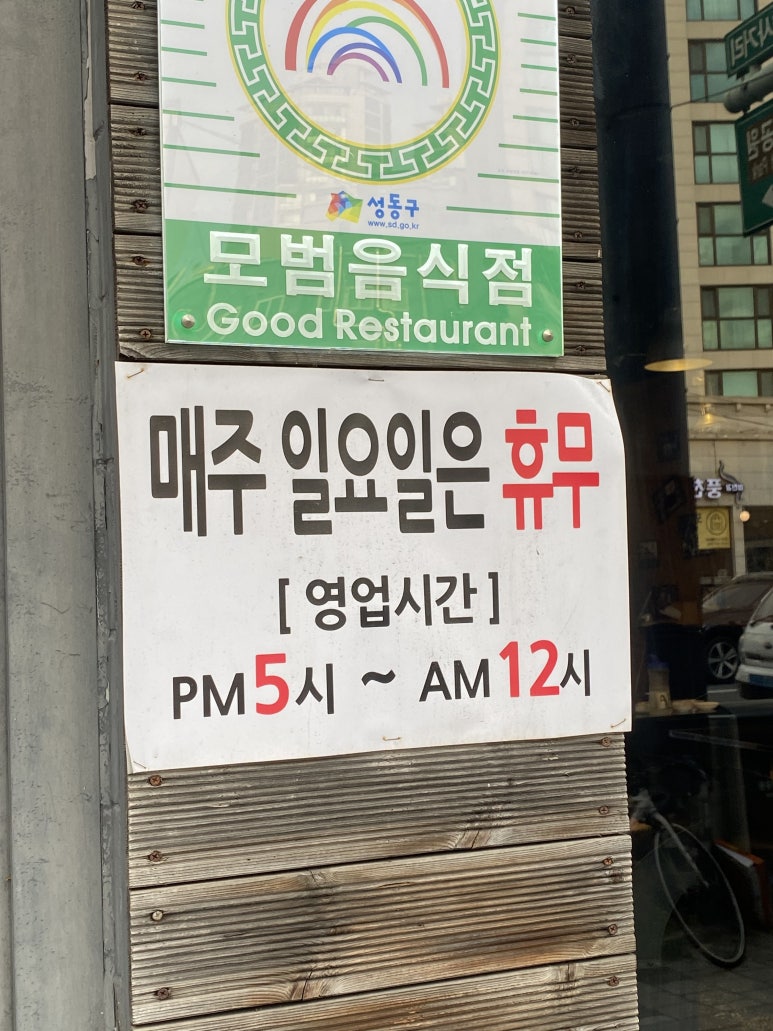 성동구
www.sd.go.kr
모범음식점
Good Restaurant
매주 일요일은 휴무
[ 영업시간 ]
PM 5시 ~ AM 12시